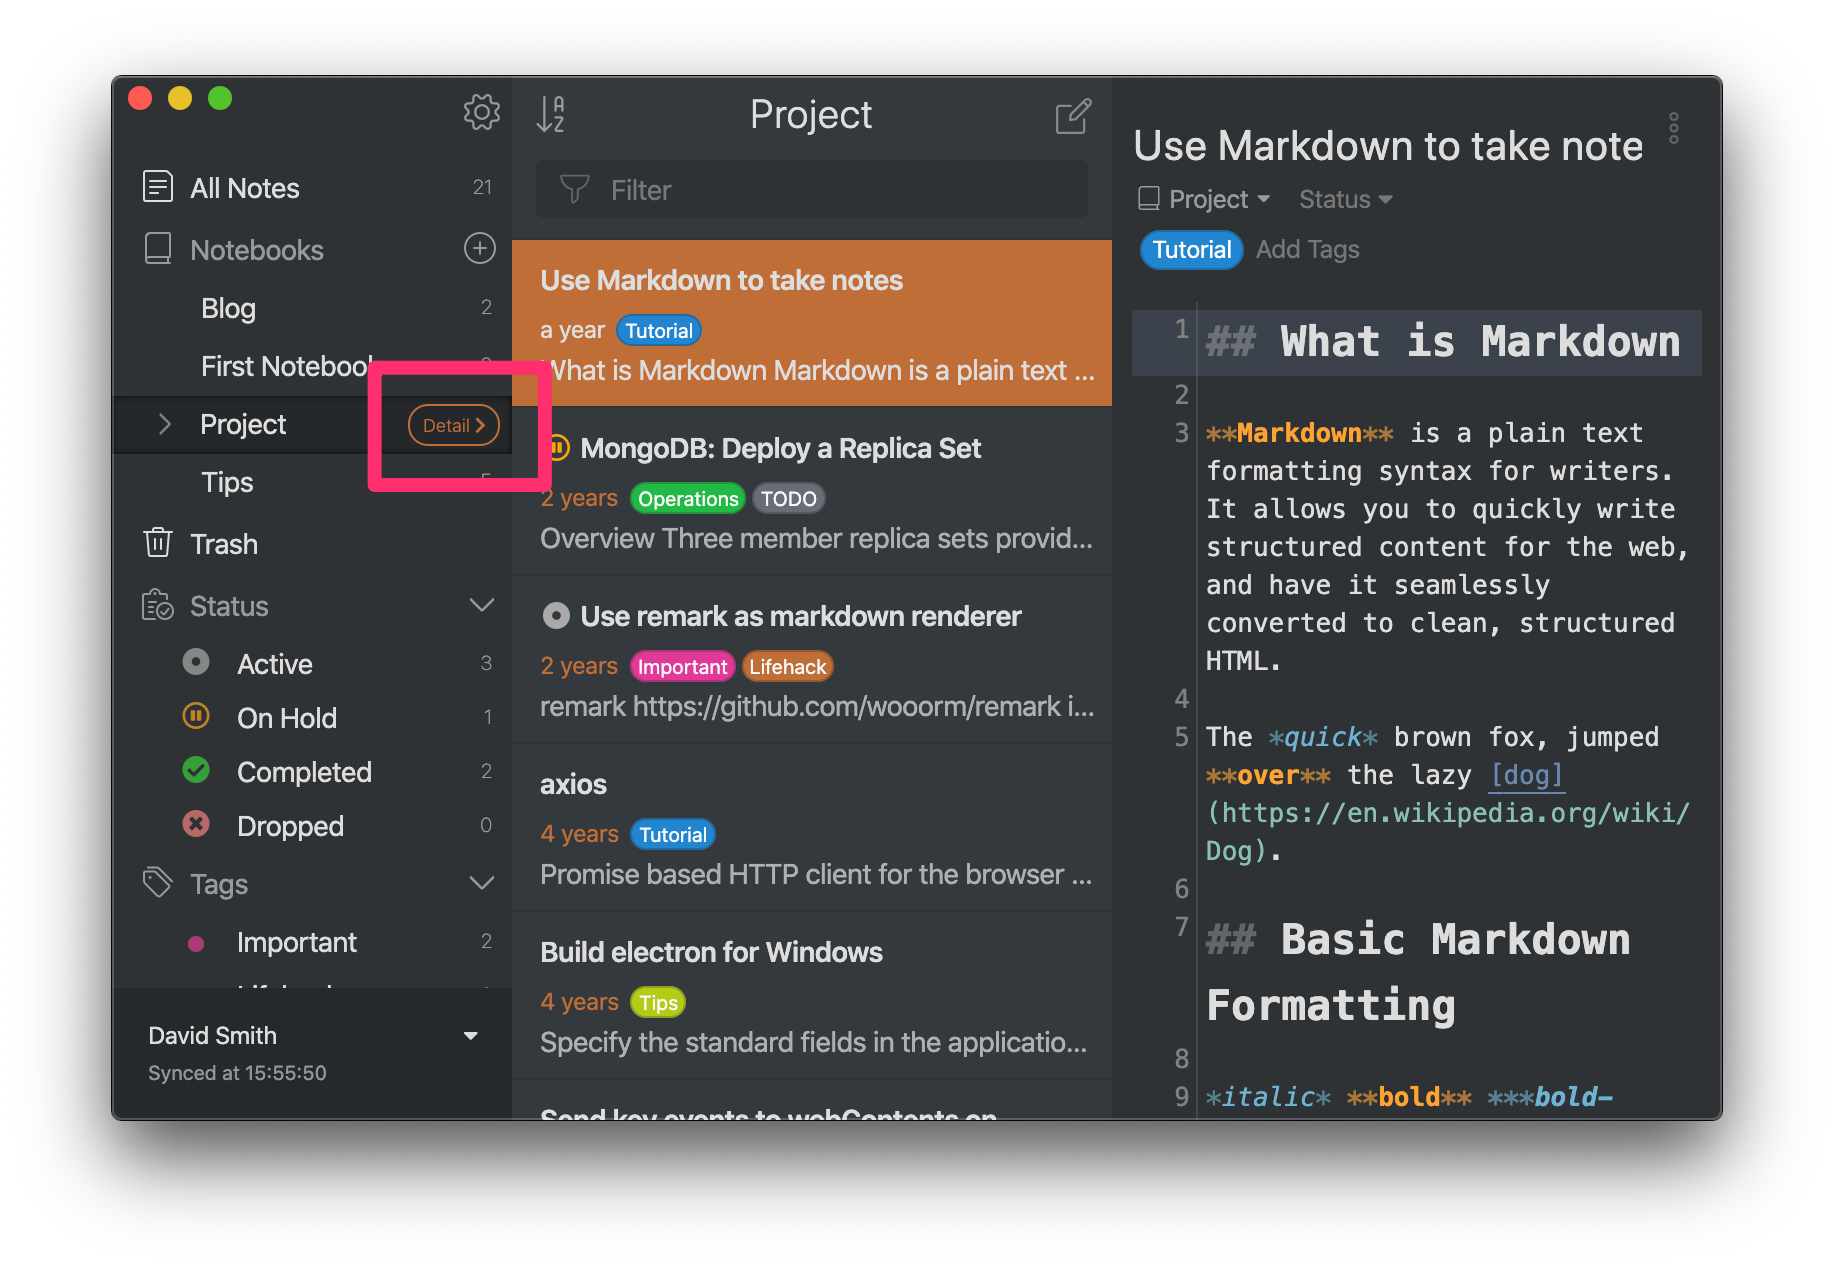 All Notes 21
Notebooks
Blog 2
First Notebook
Project Detail
Tips 5
Trash
Status
Active 3
On Hold 1
Completed 2
Dropped 0
Tags
Important 2
David Smith
Synced at 15:55:50
A
Z
Project
Filter
Use Markdown to take notes
a year Tutorial
What is Markdown Markdown is a plain text ...
MongoDB: Deploy a Replica Set
2 years Operations TODO
Overview Three member replica sets provid...
Use remark as markdown renderer
2 years Important Lifehack
remark https://github.com/wooorm/remark i...
axios
4 years Tutorial
Promise based HTTP client for the browser ...
Build electron for Windows
4 years Tips
Specify the standard fields in the applicatio...
Send key events to webContents on
Use Markdown to take note
Project Status
Tutorial Add Tags
1 ## What is Markdown
2
3 **Markdown** is a plain text
formatting syntax for writers.
It allows you to quickly write
structured content for the web,
and have it seamlessly
converted to clean, structured
HTML.
4
5 The *quick* brown fox, jumped
**over** the lazy [dog]
(https://en.wikipedia.org/wiki/
Dog).
6
7 ## Basic Markdown
Formatting
8
9 *italic* **bold** ***bold-